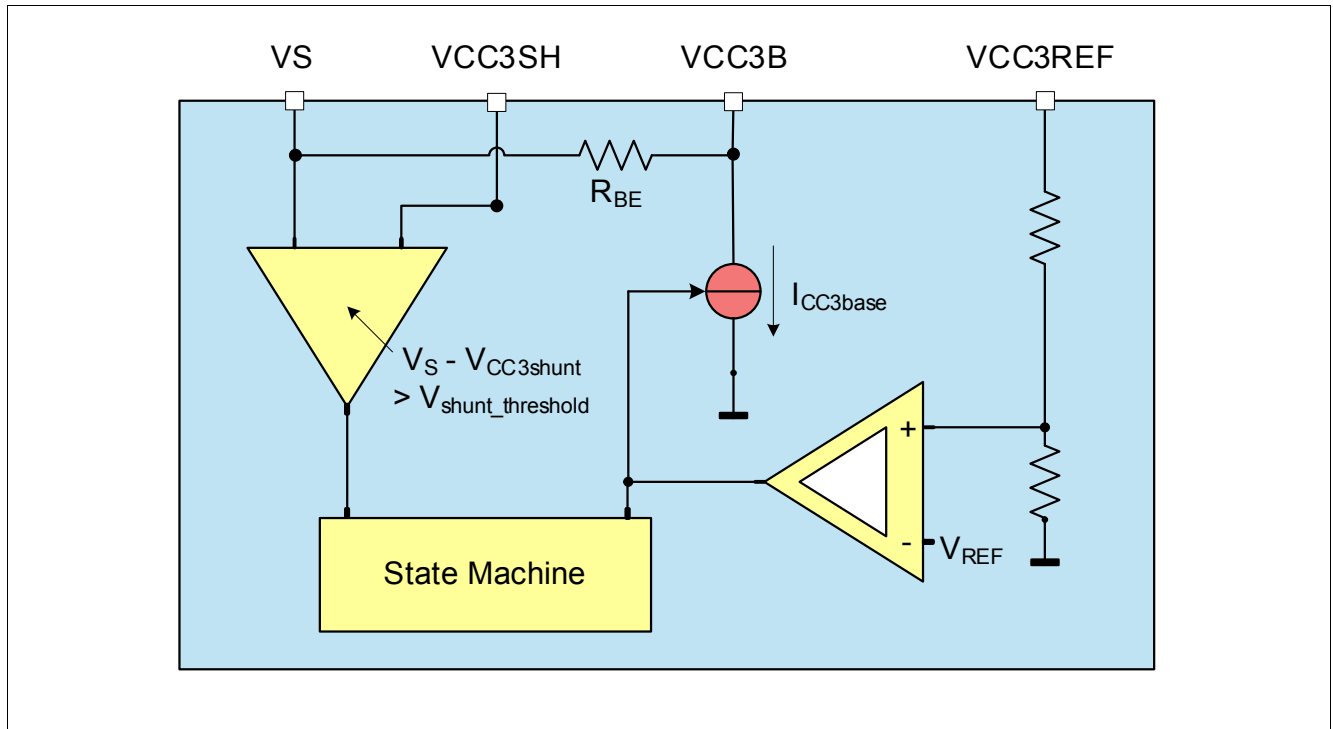 VS VCC3SH VCC3B VCC3REF
RBE
ICC3base
VS - VCC3shunt
> Vshunt_threshold
+
- VREF
State Machine